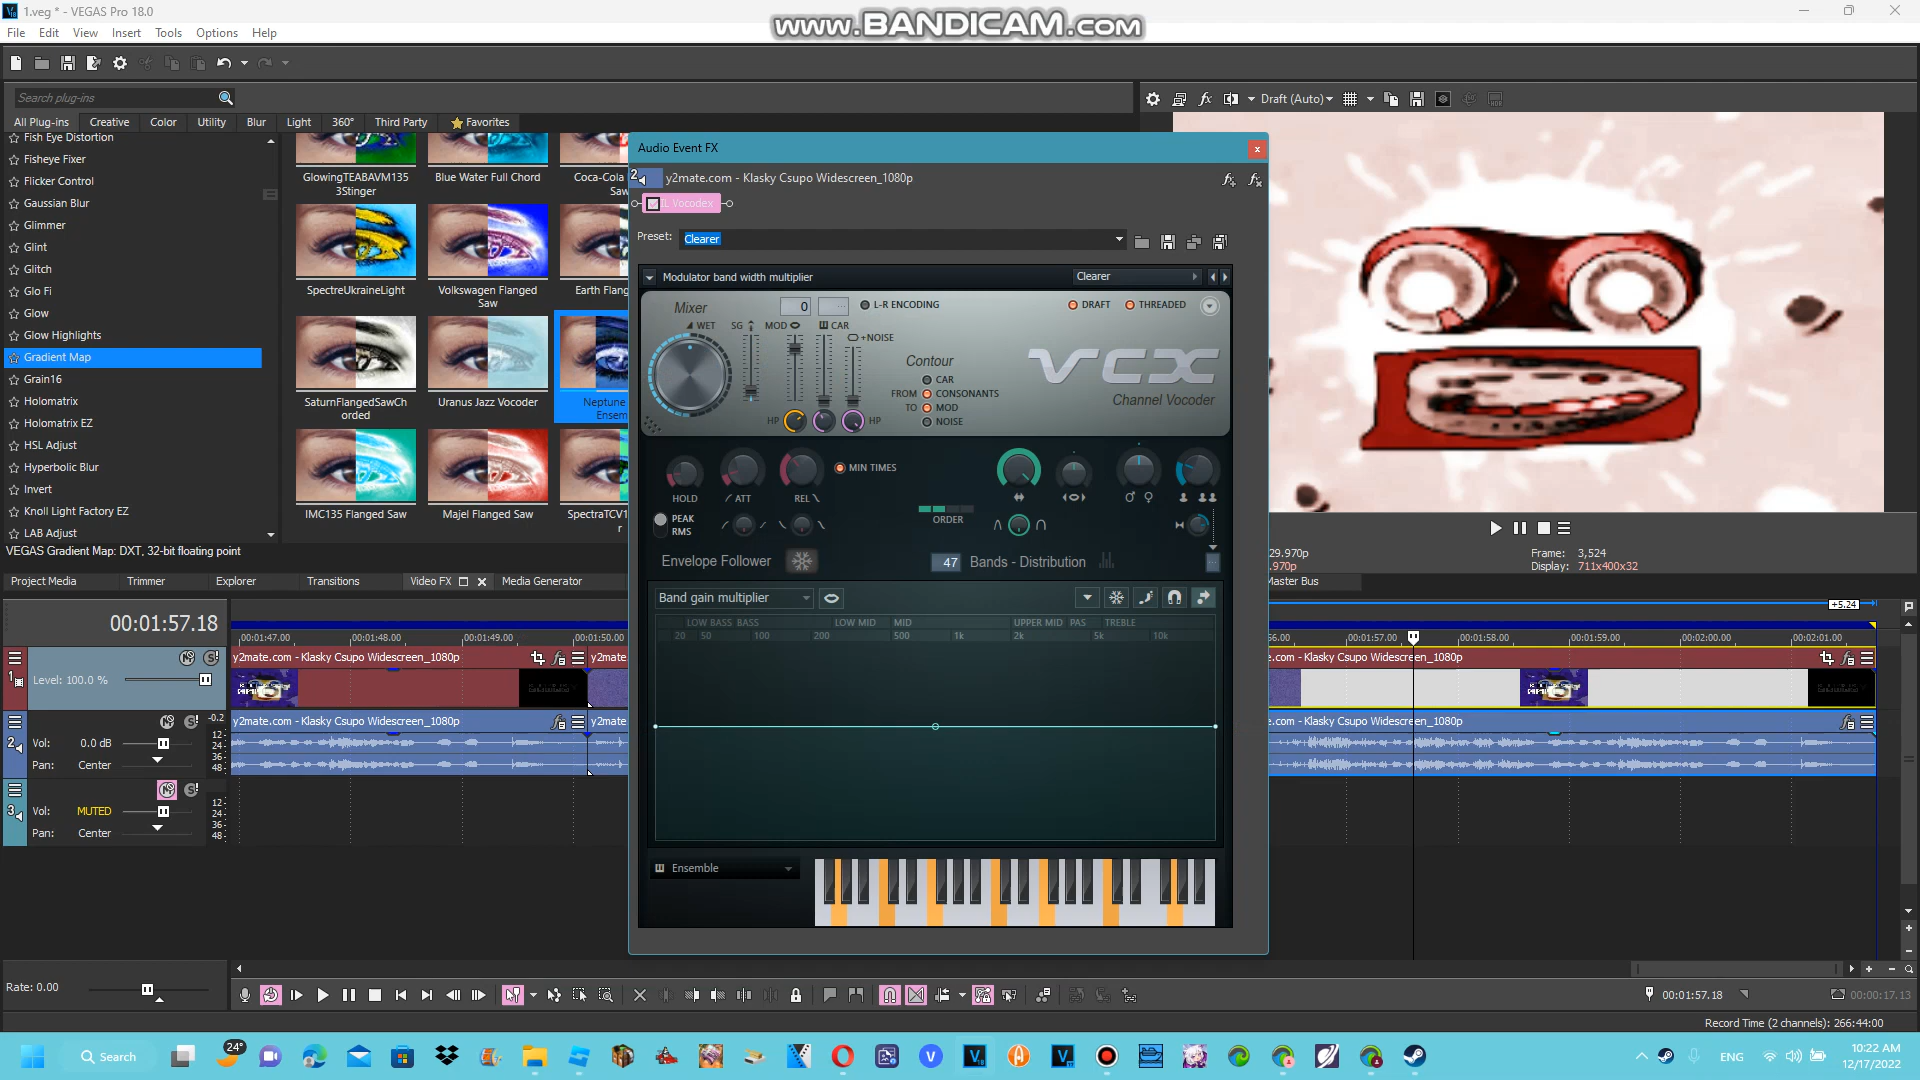 1.veg * - VEGAS Pro 18.0
www.BANDICAM.com
File Edit View Insert Tools Options Help
Search plug-ins
All Plug-ins Creative Color Utility Blur Light 360° Third Party Favorites
Fish Eye Distortion
Fisheye Fixer
Flicker Control
Gaussian Blur
Glimmer
Glint
Glitch
Glo Fi
Glow
Glow Highlights
Gradient Map
Grain16
Holomatrix
Holomatrix EZ
HSL Adjust
Hyperbolic Blur
Invert
Knoll Light Factory EZ
LAB Adjust
VEGAS Gradient Map: DXT, 32-bit floating point
GlowingTEABAVM135
3Stinger
Blue Water Full Chord
Coca-Cola
Saw
SpectreUkraineLight
Volkswagen Flanged
Saw
Earth Flang
SaturnFlangedSawCh
orded
Uranus Jazz Vocoder
Neptune
Ensem
IMC135 Flanged Saw
Majel Flanged Saw
SpectraTCV1
r
Project Media Trimmer Explorer Transitions Video FX Media Generator
Audio Event FX
2 y2mate.com - Klasky Csupo Widescreen_1080p
IL Vocodex
Preset: Clearer
Modulator band width multiplier Clearer
Mixer 0 L-R ENCODING DRAFT THREADED
WET SG MOD CAR
+NOISE
Contour
CAR
FROM CONSONANTS
TO MOD
NOISE
HP HP
VCX
Channel Vocoder
HOLD ATT REL MIN TIMES
PEAK
RMS
ORDER
Envelope Follower 47 Bands - Distribution
Band gain multiplier
LOW BASS BASS LOW MID MID UPPER MID PAS TREBLE
20 50 100 200 500 1k 2k 5k 10k
Ensemble
Draft (Auto)
29.970p
.970p
Frame: 3,524
Display: 711x400x32
Master Bus
+5.24
00:01:57.18
00:01:47.00 00:01:48.00 00:01:49.00 00:01:50.00 56.00 00:01:57.00 00:01:58.00 00:01:59.00 00:02:00.00 00:02:01.00
1 Level: 100.0 %
y2mate.com - Klasky Csupo Widescreen_1080p y2mate e.com - Klasky Csupo Widescreen_1080p
2 Vol: 0.0 dB
Pan: Center
-0.2
12
24
36
48
y2mate.com - Klasky Csupo Widescreen_1080p y2mate e.com - Klasky Csupo Widescreen_1080p
3 Vol: MUTED
Pan: Center
12
24
36
48
Rate: 0.00
00:01:57.18 00:00:17.13
Record Time (2 channels): 266:44:00
24°
Search
ENG
10:22 AM
12/17/2022